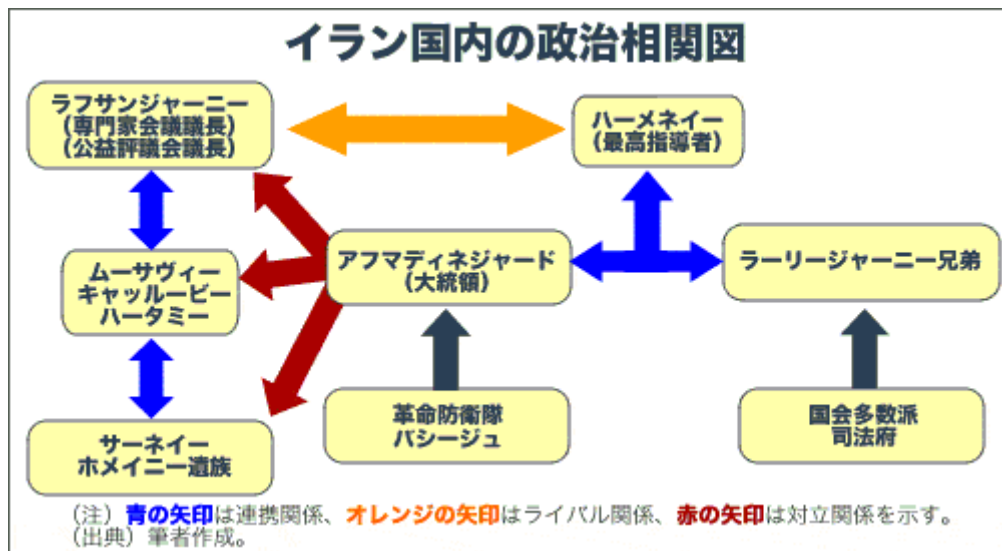 イラン国内の政治相関図
ラフサンジャーニー
(専門家会議議長)
(公益評議会議長)
ハーメネイー
(最高指導者)
ムーサヴィー
キャッルービー
ハータミー
アフマディネジャード
(大統領)
ラーリージャーニー兄弟
サーネイー
ホメイニー遺族
革命防衛隊
バシージュ
国会多数派
司法府
(注)青の矢印は連携関係、オレンジの矢印はライバル関係、赤の矢印は対立関係を示す。
(出典)筆者作成。